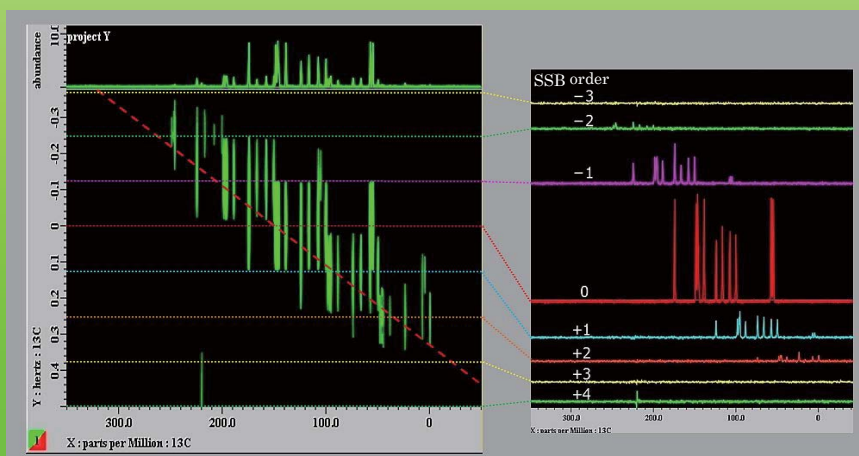 project Y
abundance
10.0
-0.3
-0.2
-0.1
0
0.1
0.2
0.3
0.4
Y : hertz : 13C
300.0 200.0 100.0 0
X : parts per Million : 13C
1
SSB order
−3
−2
−1
0
+1
+2
+3
+4
300.0 200.0 100.0 0
X : parts per Million : 13C